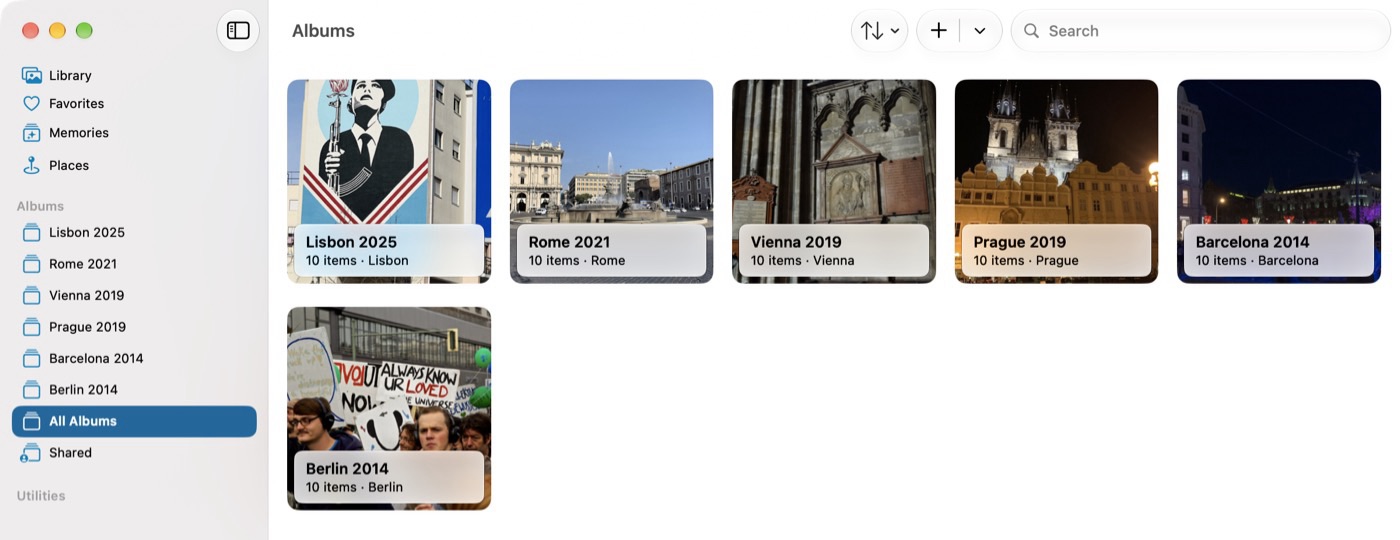 Albums
Search
Library
Favorites
Memories
Places
Albums
Lisbon 2025
Rome 2021
Vienna 2019
Prague 2019
Barcelona 2014
Berlin 2014
All Albums
Shared
Utilities
Lisbon 2025
10 items · Lisbon
Rome 2021
10 items · Rome
Vienna 2019
10 items · Vienna
Prague 2019
10 items · Prague
Barcelona 2014
10 items · Barcelona
ALWAYS KNOW
UR LOVED
UNIVERSE
Berlin 2014
10 items · Berlin